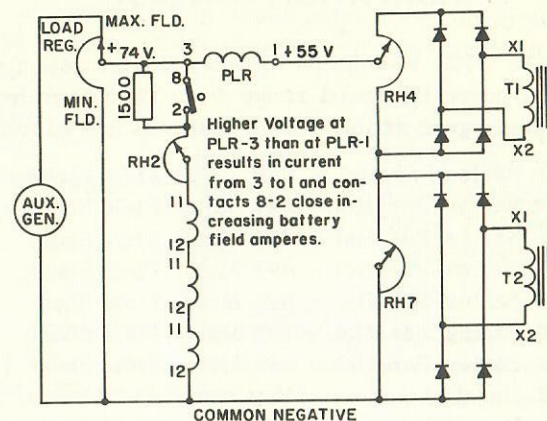 LOAD
REG.
MAX. FLD.
4 + 74 V.
MIN.
FLD.
1500
3
8
2
PLR
1 + 55 V
RH4
X1
T1
X2
Higher Voltage at
PLR-3 than at PLR-1
results in current
from 3 to 1 and con-
tacts 8-2 close in-
creasing battery
field amperes.
RH2
AUX.
GEN.
11
12
11
12
11
12
RH7
X1
T2
X2
COMMON NEGATIVE